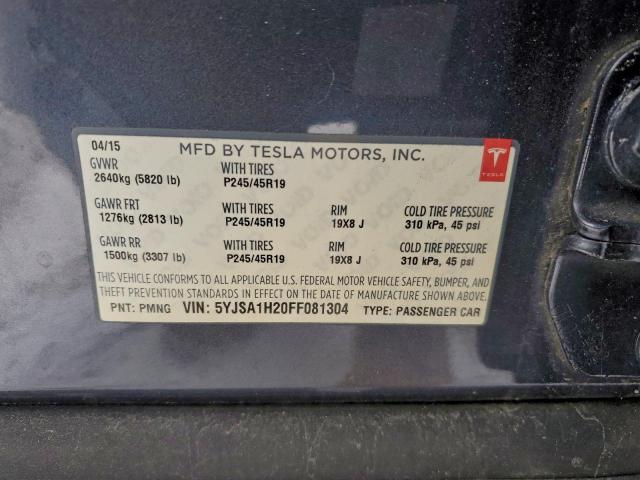 04/15 MFD BY TESLA MOTORS, INC.
GVWR WITH TIRES
2640kg (5820 lb) P245/45R19
TESLA
GAWR FRT WITH TIRES RIM COLD TIRE PRESSURE
1276kg (2813 lb) P245/45R19 19X8 J 310 kPa, 45 psi
GAWR RR WITH TIRES RIM COLD TIRE PRESSURE
1500kg (3307 lb) P245/45R19 19X8 J 310 kPa, 45 psi
THIS VEHICLE CONFORMS TO ALL APPLICABLE U.S. FEDERAL MOTOR VEHICLE SAFETY, BUMPER, AND
THEFT PREVENTION STANDARDS IN EFFECT ON THE DATE OF MANUFACTURE SHOWN ABOVE.
PNT: PMNG VIN: 5YJSA1H20FF081304 TYPE: PASSENGER CAR